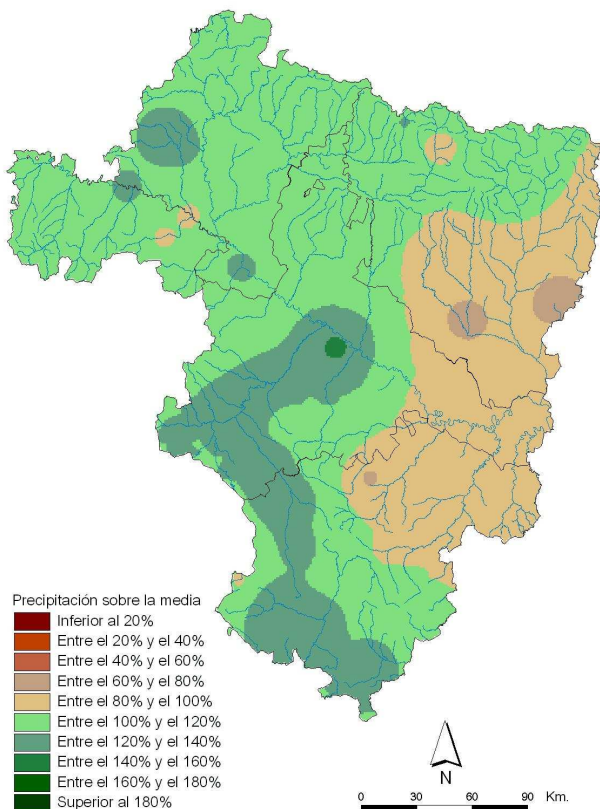 Precipitación sobre la media
Inferior al 20%
Entre el 20% y el 40%
Entre el 40% y el 60%
Entre el 60% y el 80%
Entre el 80% y el 100%
Entre el 100% y el 120%
Entre el 120% y el 140%
Entre el 140% y el 160%
Entre el 160% y el 180%
Superior al 180%
N
0 30 60 90 Km.